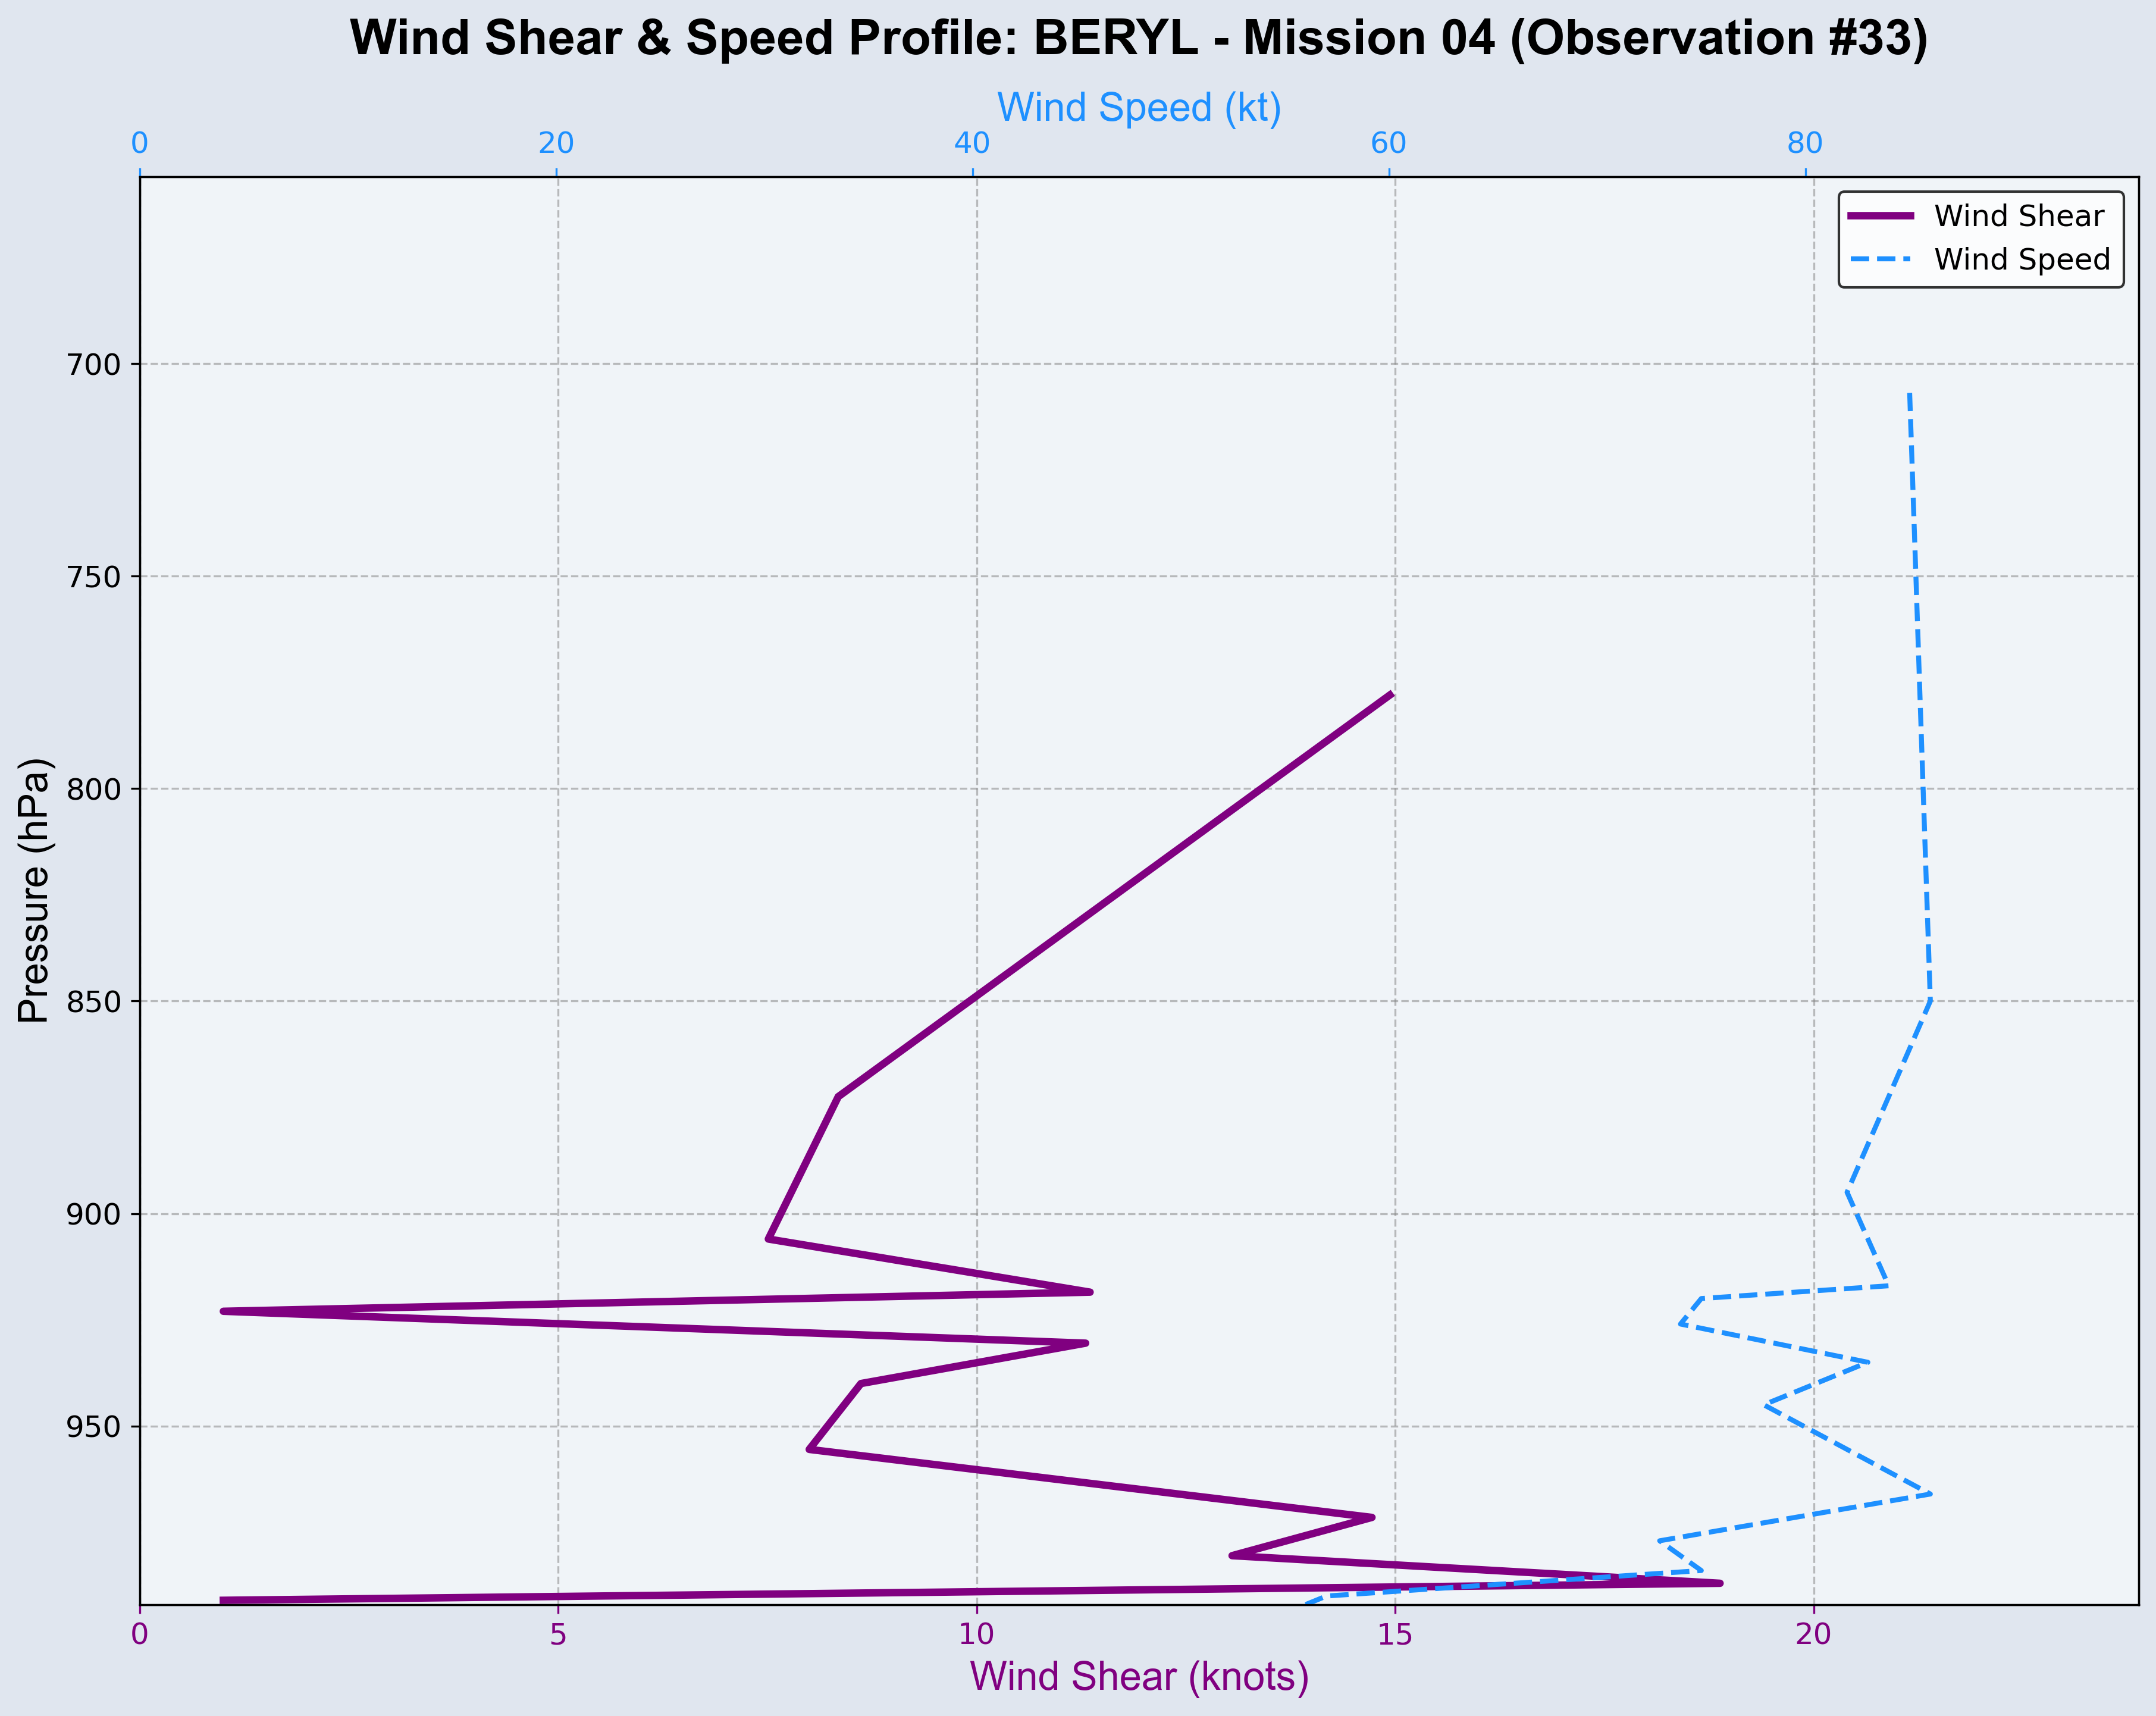 Wind Shear & Speed Profile: BERYL - Mission 04 (Observation #33)
Wind Speed (kt)
0 20 40 60 80
Wind Shear
Wind Speed
Pressure (hPa)
700
750
800
850
900
950
0 5 10 15 20
Wind Shear (knots)